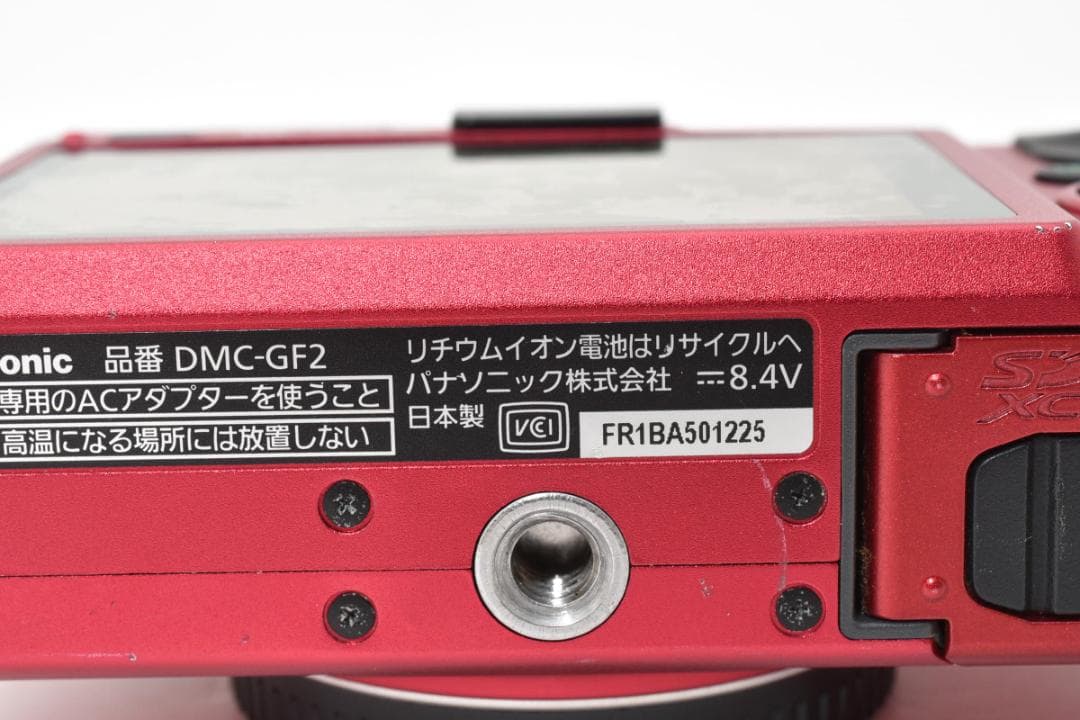 onic 品番 DMC-GF2
専用のACアダプターを使うこと
高温になる場所には放置しない
リチウムイオン電池はリサイクルへ
パナソニック株式会社 ⎓8.4V
日本製 VCI FR1BA501225
XC